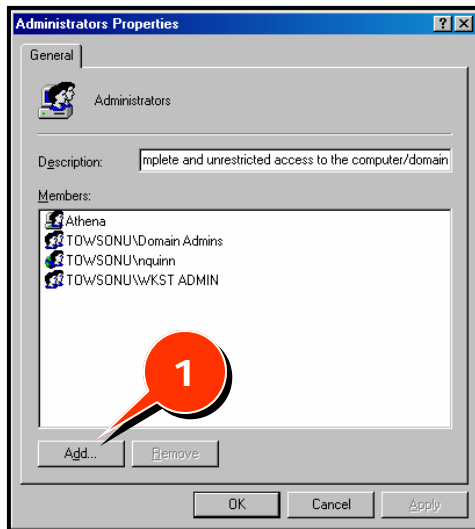 Administrators Properties
General
Administrators
Description: mplete and unrestricted access to the computer/domain
Members:
Athena
TOWSONU\Domain Admins
TOWSONU\nquinn
TOWSONU\WKST ADMIN
1
Add... Remove
OK Cancel Apply